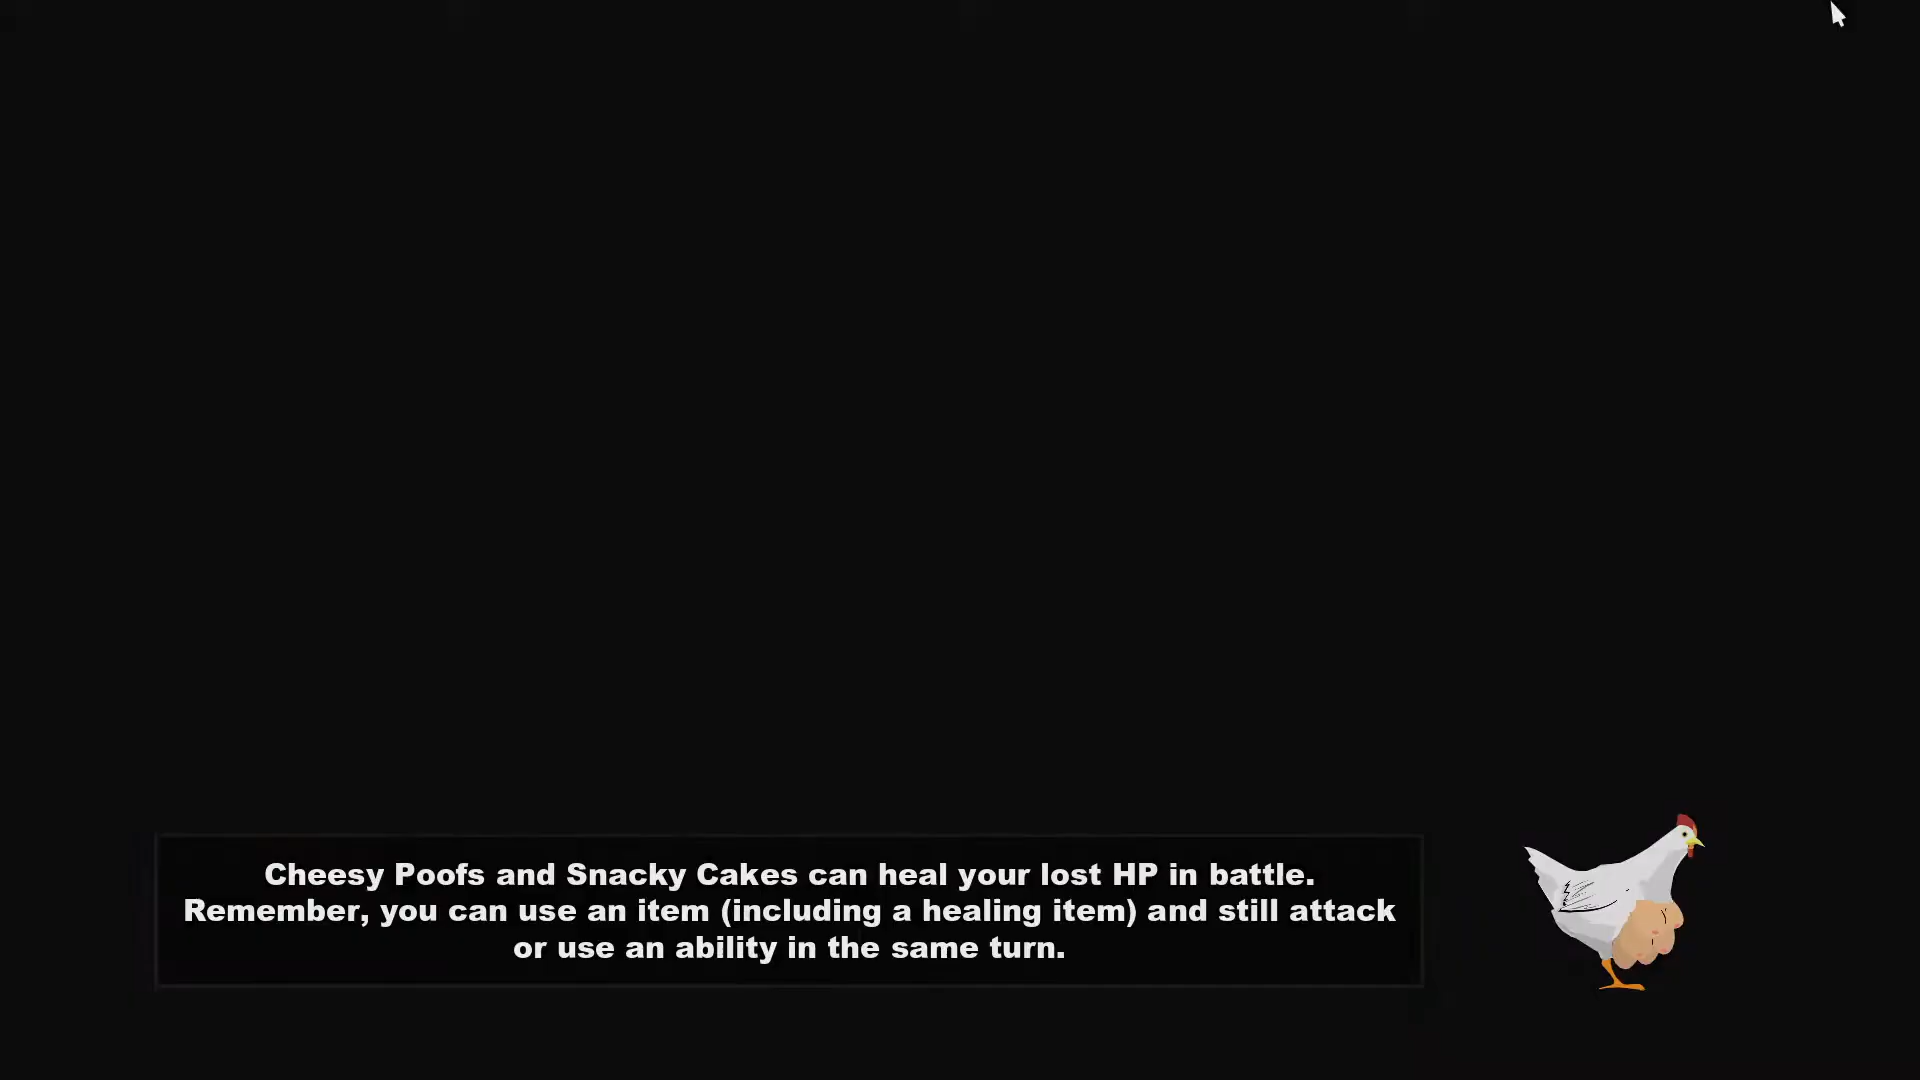 Cheesy Poofs and Snacky Cakes can heal your lost HP in battle.
Remember, you can use an item (including a healing item) and still attack
or use an ability in the same turn.